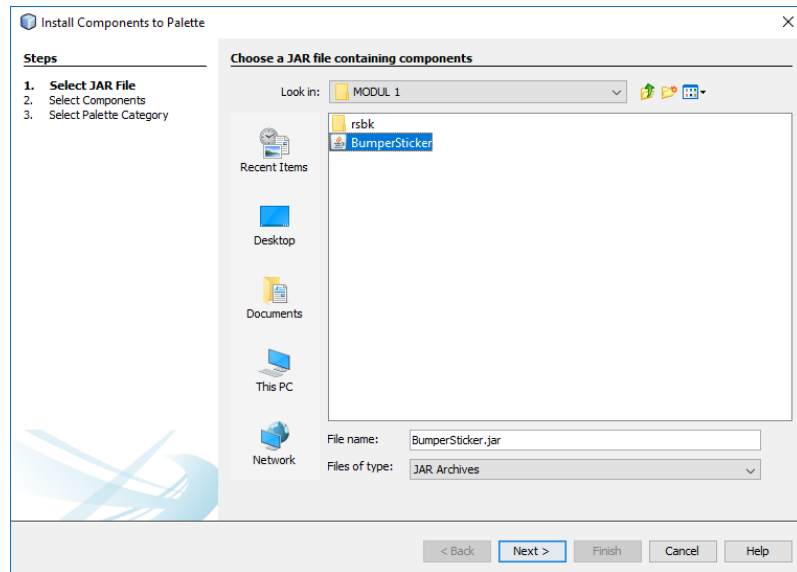 Install Components to Palette
Steps
1. Select JAR File
2. Select Components
3. Select Palette Category
Choose a JAR file containing components
Look in: MODUL 1
rsbk
BumperSticker
Recent Items
Desktop
Documents
This PC
Network
File name: BumperSticker.jar
Files of type: JAR Archives
< Back Next > Finish Cancel Help